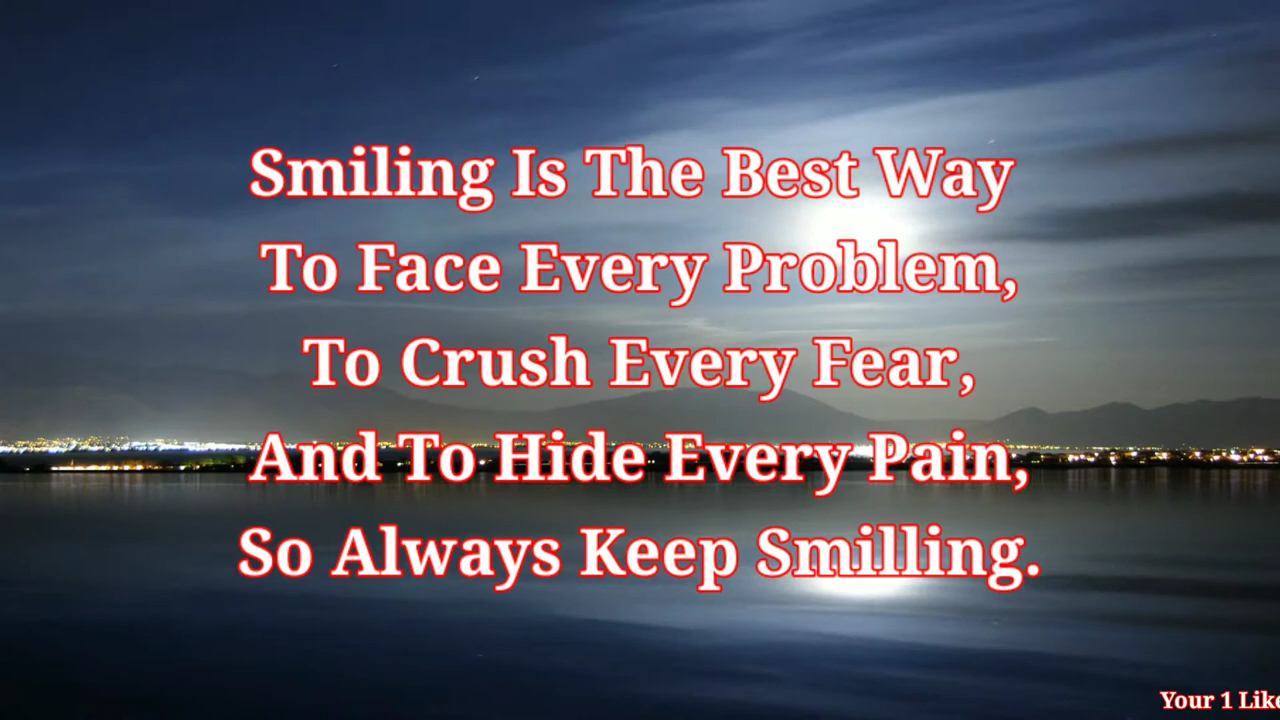 Smiling Is The Best Way
To Face Every Problem,
To Crush Every Fear,
And To Hide Every Pain,
So Always Keep Smilling.
Your 1